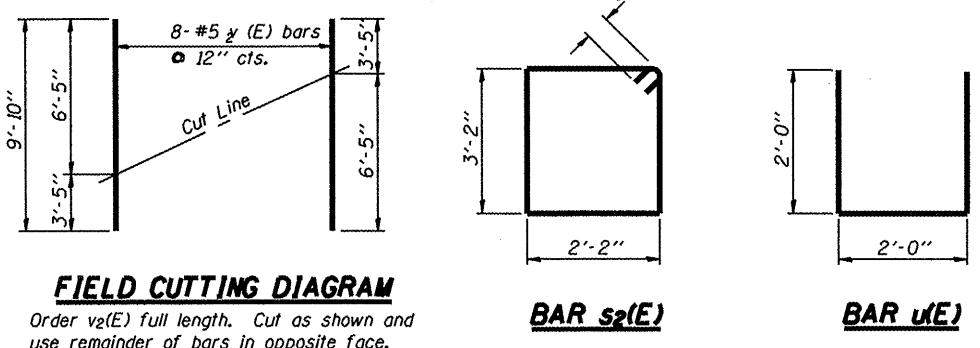 8- #5 v (E) bars
@ 12" cts.
9'-10"
6'-5"
3'-5"
Cut Line
3'-5"
6'-5"
FIELD CUTTING DIAGRAM
Order v2(E) full length. Cut as shown and
use remainder of bars in opposite face.
3'-2"
2'-2"
BAR s2(E)
2'-0"
2'-0"
BAR u(E)